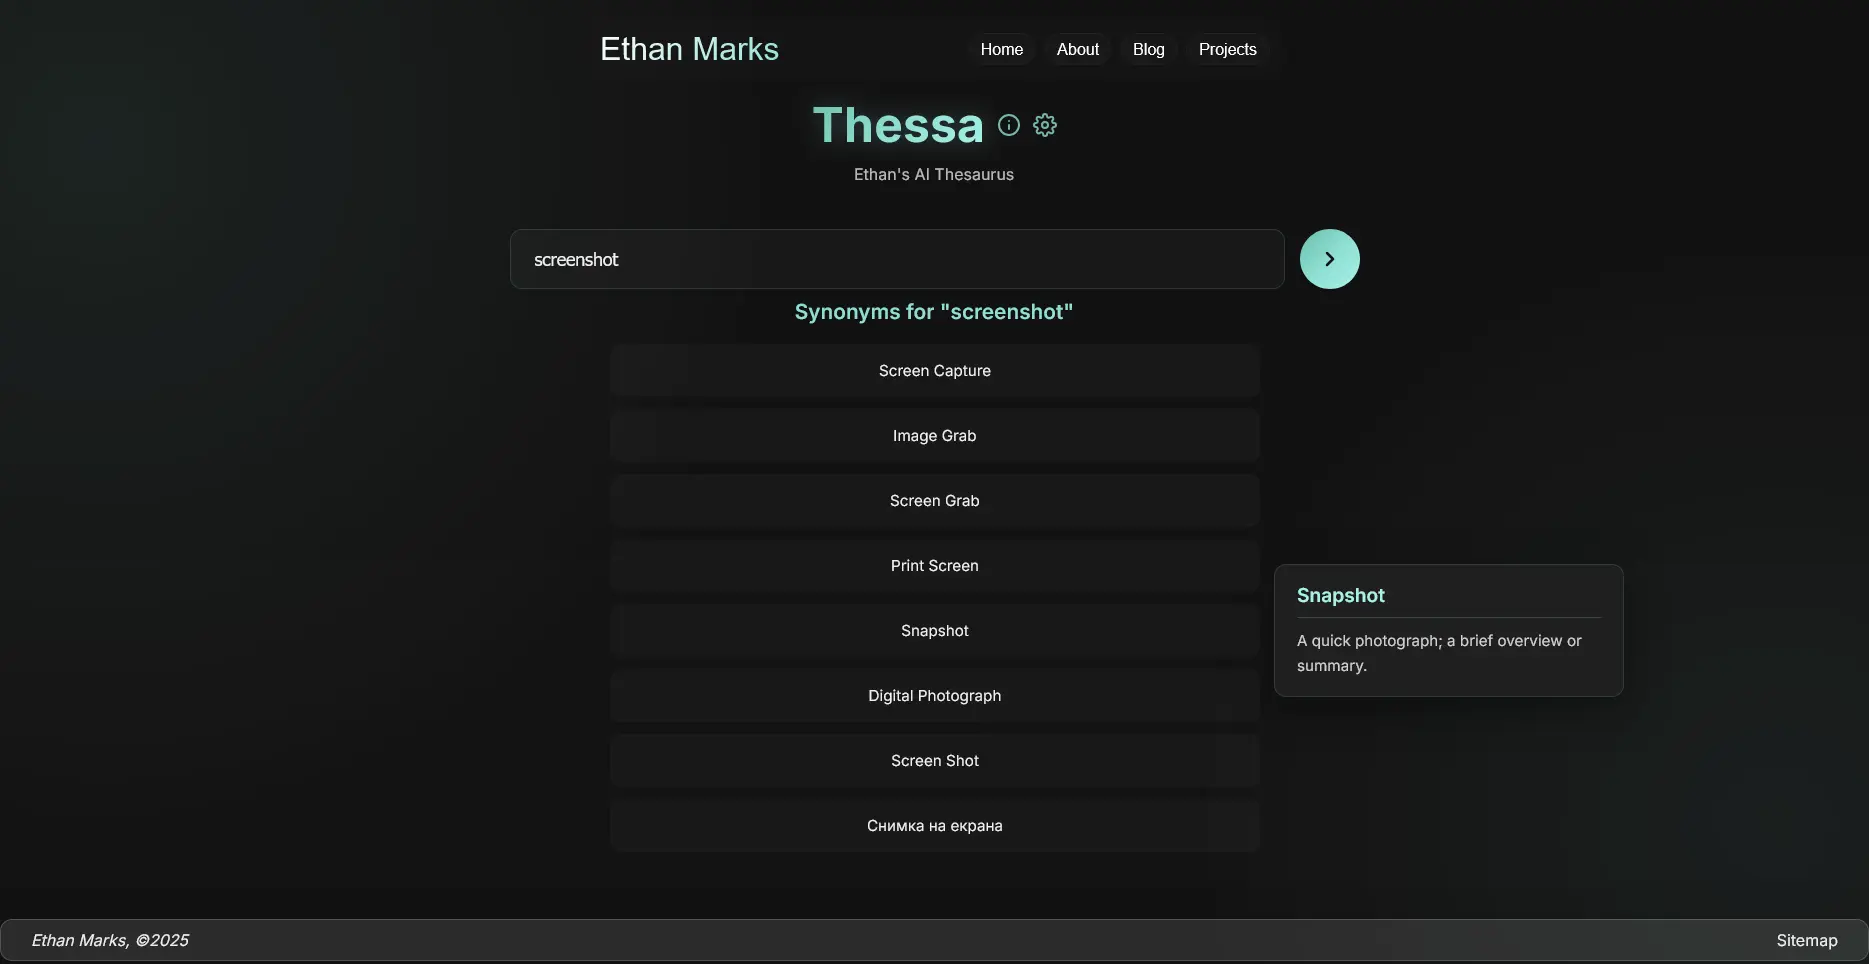 Ethan Marks
Home
About
Blog
Projects
Thessa
Ethan's AI Thesaurus
screenshot
Synonyms for "screenshot"
Screen Capture
Image Grab
Screen Grab
Print Screen
Snapshot
Digital Photograph
Screen Shot
Снимка на екрана
Snapshot
A quick photograph; a brief overview or
summary.
Ethan Marks, ©2025
Sitemap